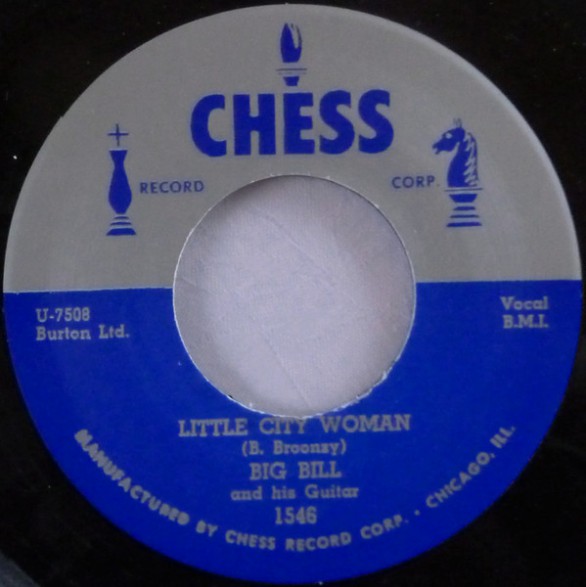 CHESS
RECORD CORP.
U-7508
Burton Ltd.
Vocal
B.M.I.
LITTLE CITY WOMAN
(B. Broonzy)
BIG BILL
and his Guitar
1546
MANUFACTURED BY CHESS RECORD CORP. · CHICAGO, ILL.